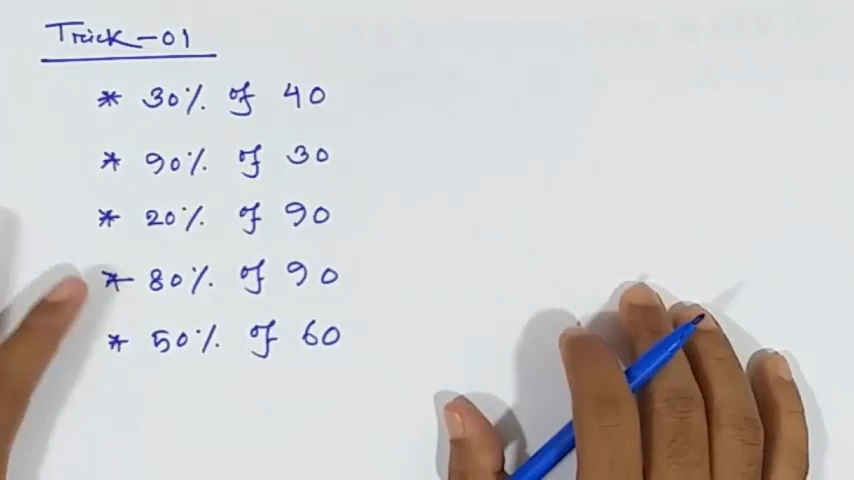 Trick-01
* 30% of 40
* 90% of 30
* 20% of 90
* 80% of 90
* 50% of 60